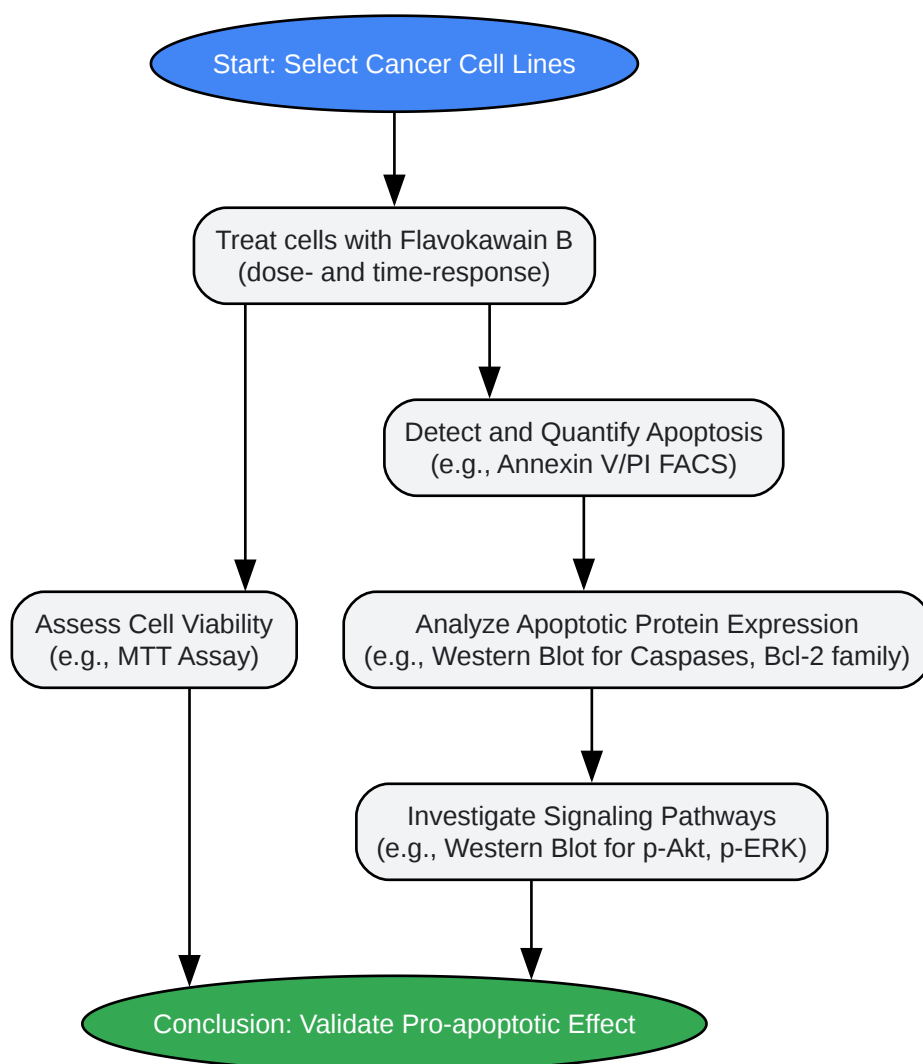 Start: Select Cancer Cell Lines
Treat cells with Flavokawain B
(dose- and time-response)
Detect and Quantify Apoptosis
(e.g., Annexin V/PI FACS)
Assess Cell Viability
(e.g., MTT Assay)
Analyze Apoptotic Protein Expression
(e.g., Western Blot for Caspases, Bcl-2 family)
Investigate Signaling Pathways
(e.g., Western Blot for p-Akt, p-ERK)
Conclusion: Validate Pro-apoptotic Effect